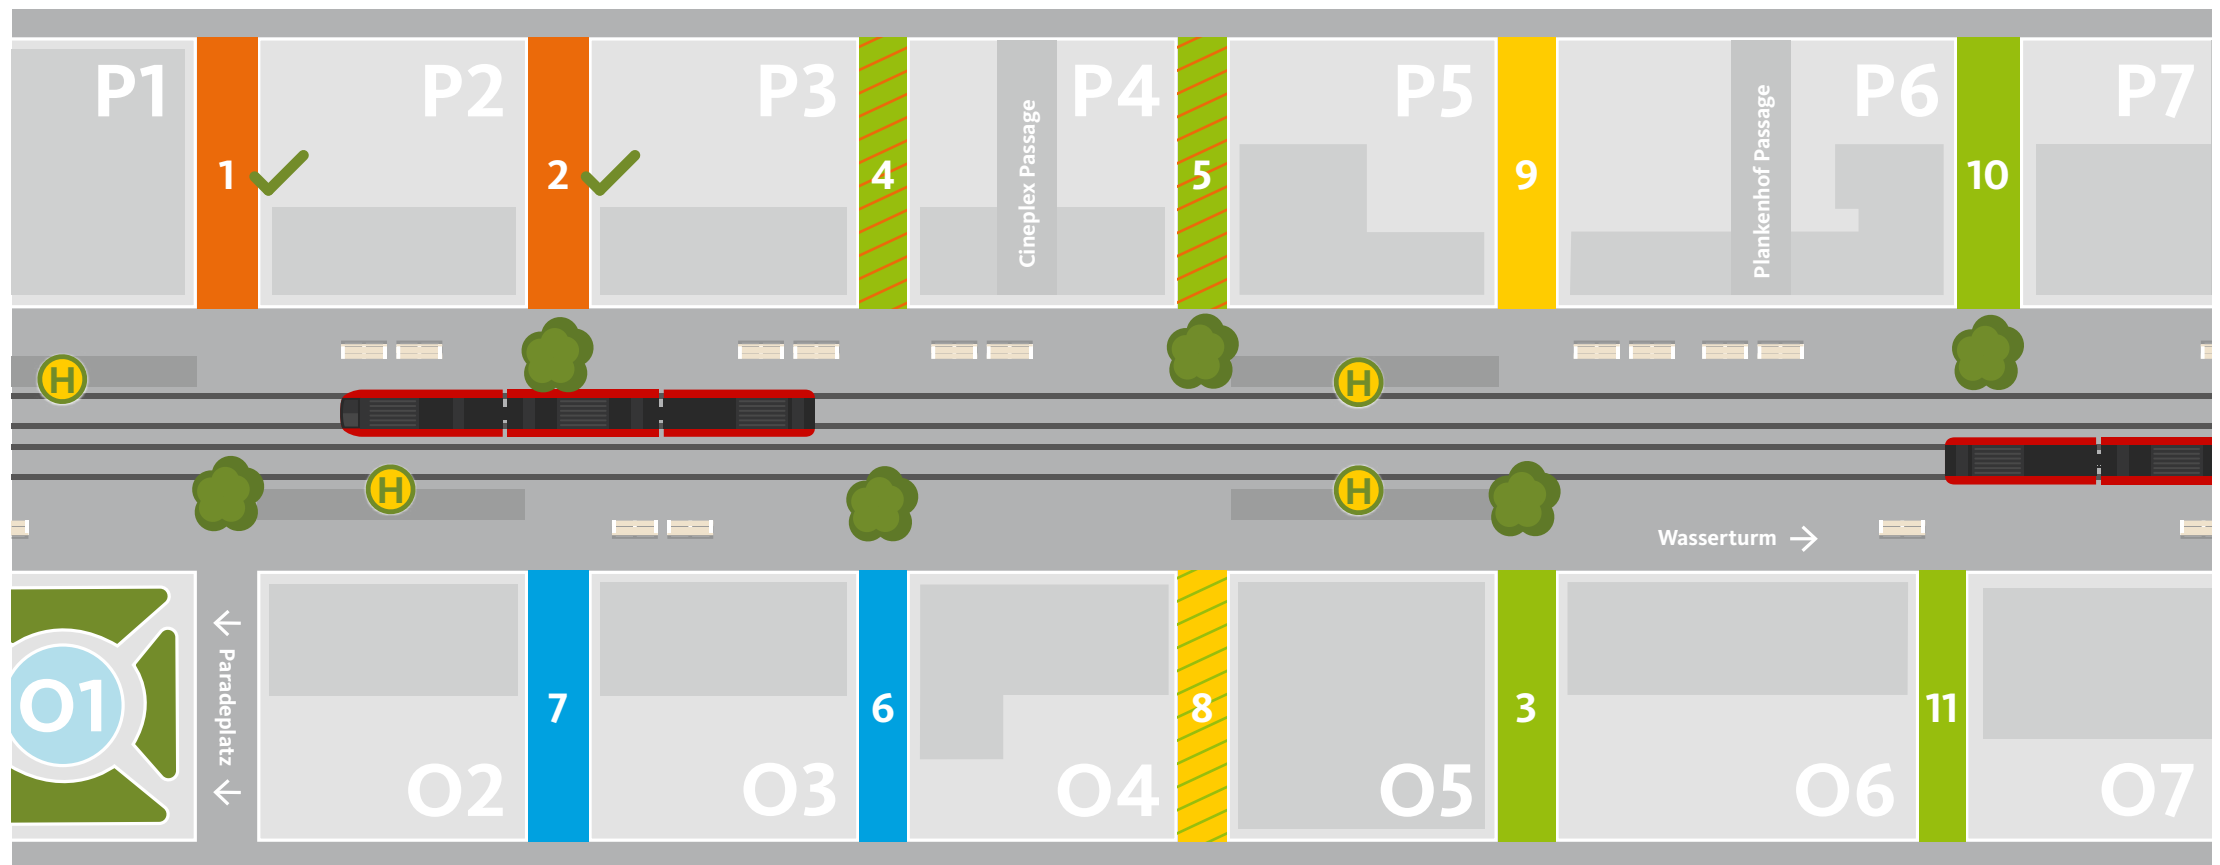 P1
P2
P3
P4
P5
P6
P7
1
2
4
Cineplex Passage
5
9
Plankenhof Passage
10
H
H
H
H
Wasserturm →
← Paradeplatz ←
O1
7
6
8
3
11
O2
O3
O4
O5
O6
O7